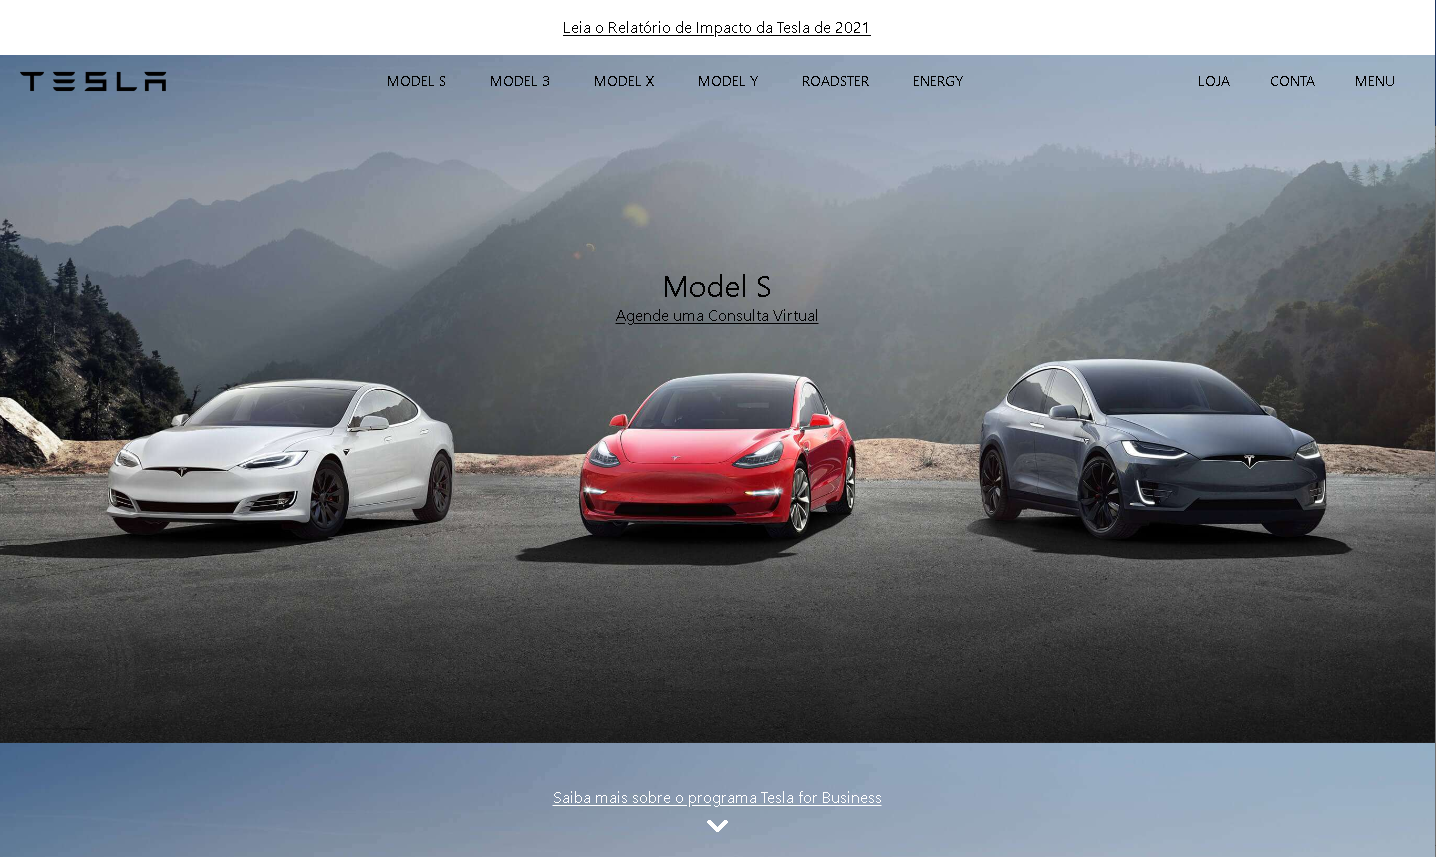 Leia o Relatório de Impacto da Tesla de 2021
TESLA MODEL S MODEL 3 MODEL X MODEL Y ROADSTER ENERGY LOJA CONTA MENU
Model S
Agende uma Consulta Virtual
Saiba mais sobre o programa Tesla for Business